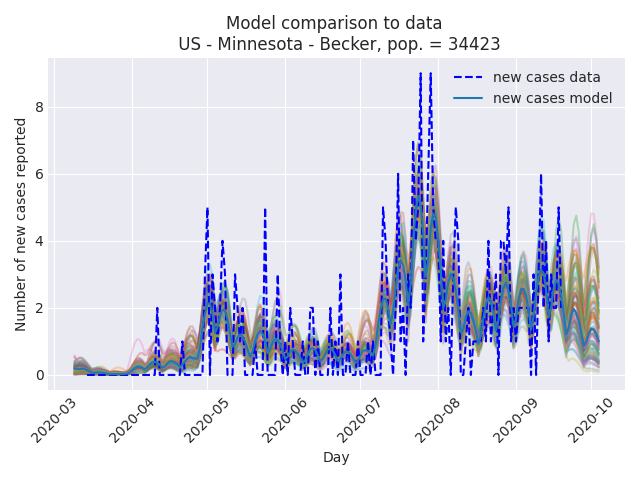 Model comparison to data
US - Minnesota - Becker, pop. = 34423
new cases data
new cases model
Number of new cases reported
8
6
4
2
0
2020-03
2020-04
2020-05
2020-06
2020-07
2020-08
2020-09
2020-10
Day